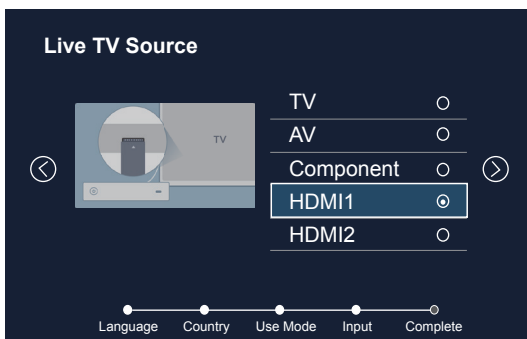 Live TV Source
TV
TV
AV
Component
HDMI1
HDMI2
Language Country Use Mode Input Complete